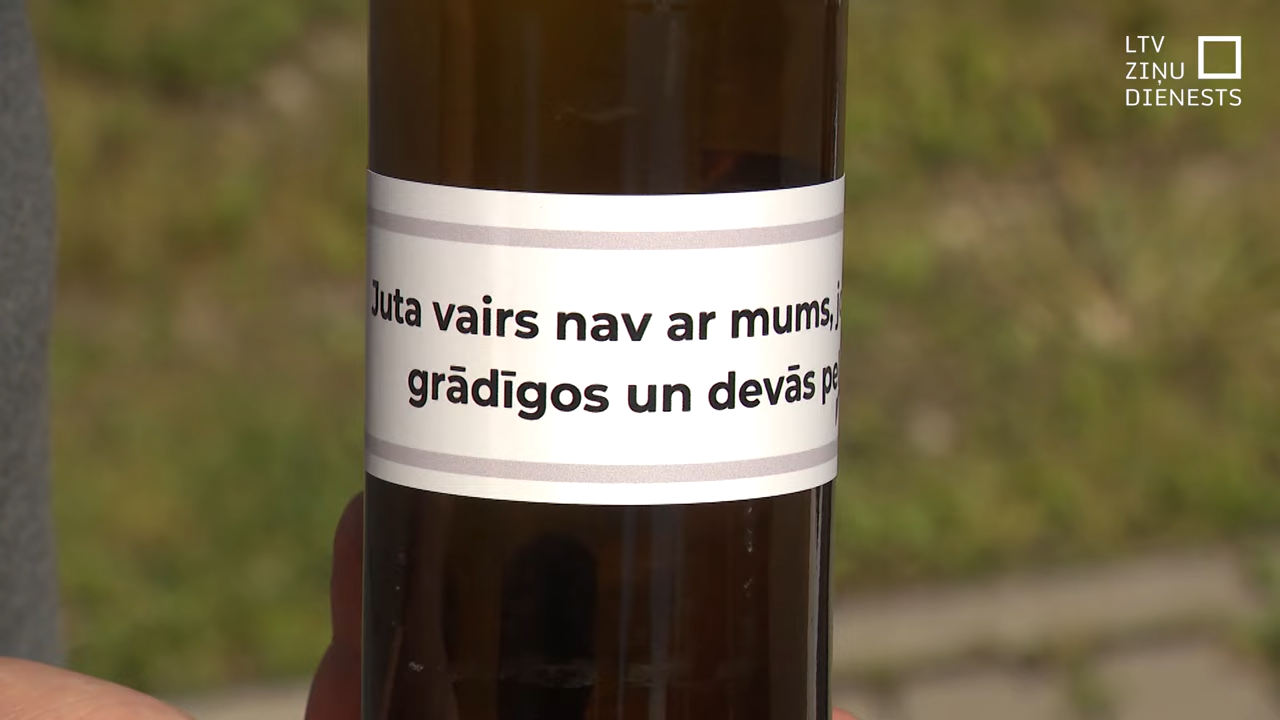 LTV
ZIŅU
DIENESTS
Juta vairs nav ar mums,
grādīgos un devās